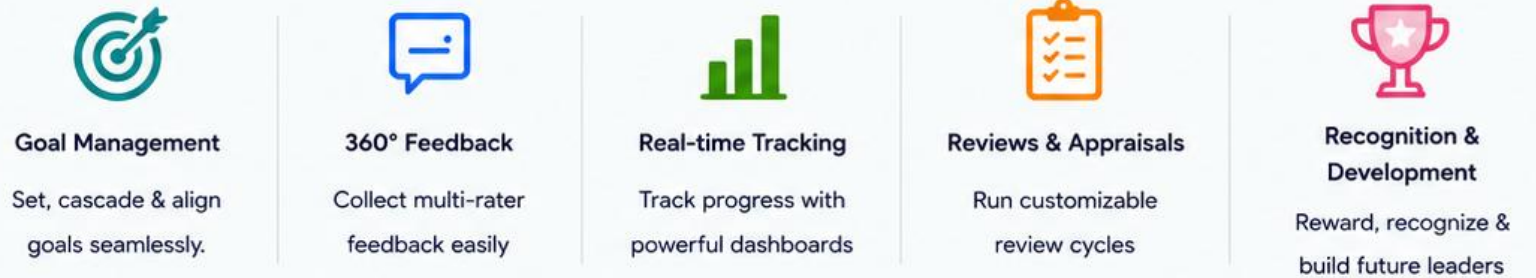 Goal Management
Set, cascade & align
goals seamlessly.
360° Feedback
Collect multi-rater
feedback easily
Real-time Tracking
Track progress with
powerful dashboards
Reviews & Appraisals
Run customizable
review cycles
Recognition &
Development
Reward, recognize &
build future leaders